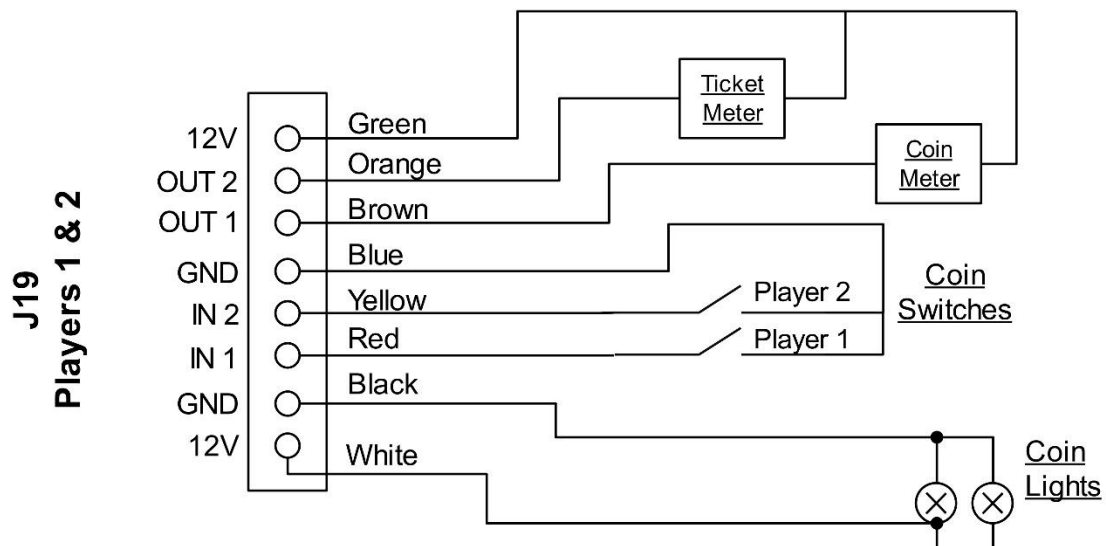 J19
Players 1 & 2
12V
OUT 2
OUT 1
GND
IN 2
IN 1
GND
12V
Green
Orange
Brown
Blue
Yellow
Red
Black
White
Ticket
Meter
Coin
Meter
Player 2
Player 1
Coin
Switches
Coin
Lights